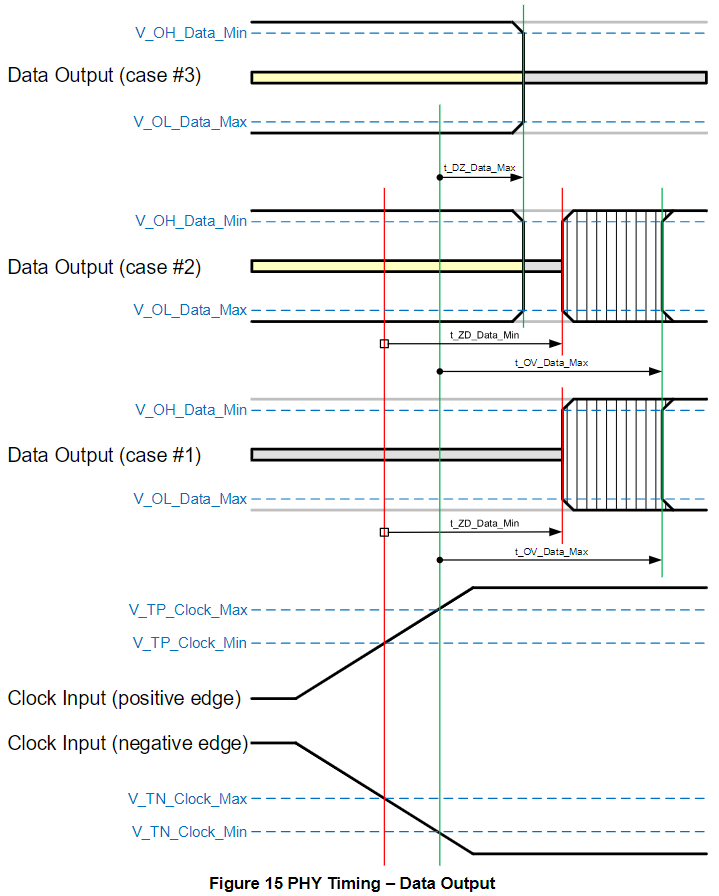 V_OH_Data_Min
Data Output (case #3)
V_OL_Data_Max
t_DZ_Data_Max
V_OH_Data_Min
Data Output (case #2)
V_OL_Data_Max
t_ZD_Data_Min
t_OV_Data_Max
V_OH_Data_Min
Data Output (case #1)
V_OL_Data_Max
t_ZD_Data_Min
t_OV_Data_Max
V_TP_Clock_Max
V_TP_Clock_Min
Clock Input (positive edge)
Clock Input (negative edge)
V_TN_Clock_Max
V_TN_Clock_Min
Figure 15 PHY Timing – Data Output